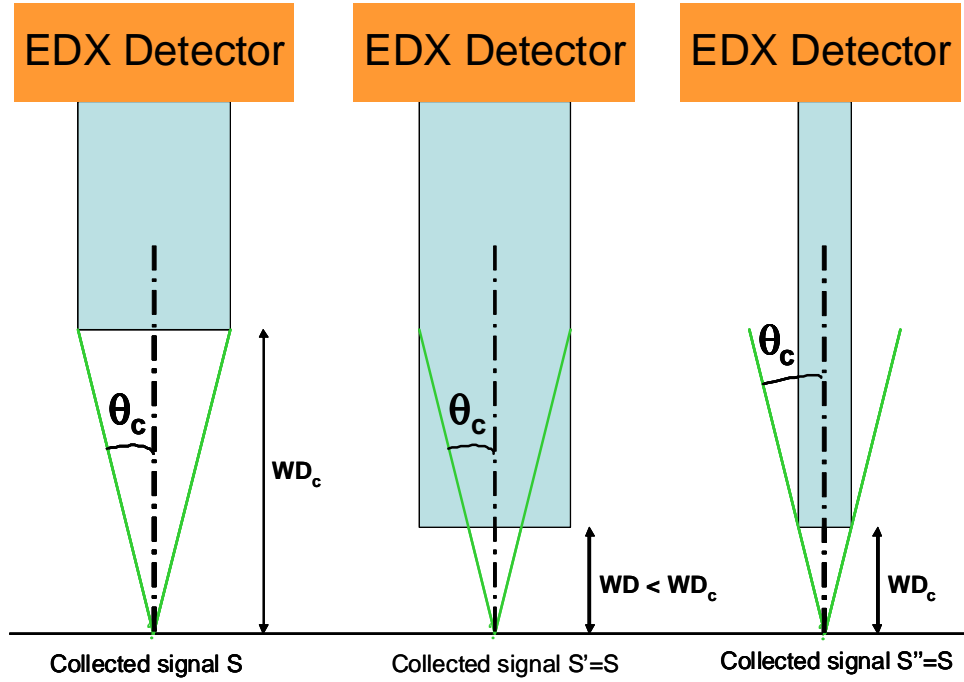 EDX Detector
EDX Detector
EDX Detector
θc
θc
θc
WDc
WD < WDc
WDc
Collected signal S
Collected signal S'=S
Collected signal S''=S